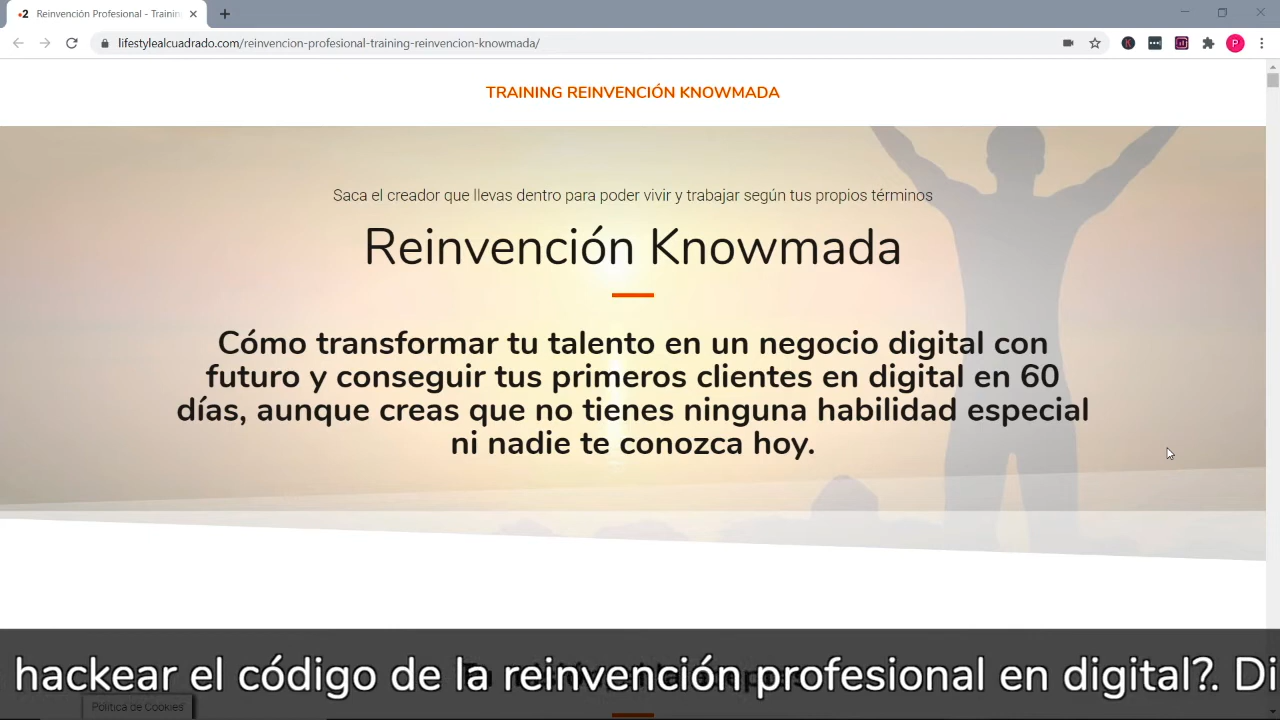 Reinvención Profesional - Trainin
lifestylealcuadrado.com/reinvencion-profesional-training-reinvencion-knowmada/
TRAINING REINVENCIÓN KNOWMADA
Saca el creador que llevas dentro para poder vivir y trabajar según tus propios términos
Reinvención Knowmada
Cómo transformar tu talento en un negocio digital con
futuro y conseguir tus primeros clientes en digital en 60
días, aunque creas que no tienes ninguna habilidad especial
ni nadie te conozca hoy.
hackear el código de la reinvención profesional en digital?. Di
Política de Cookies